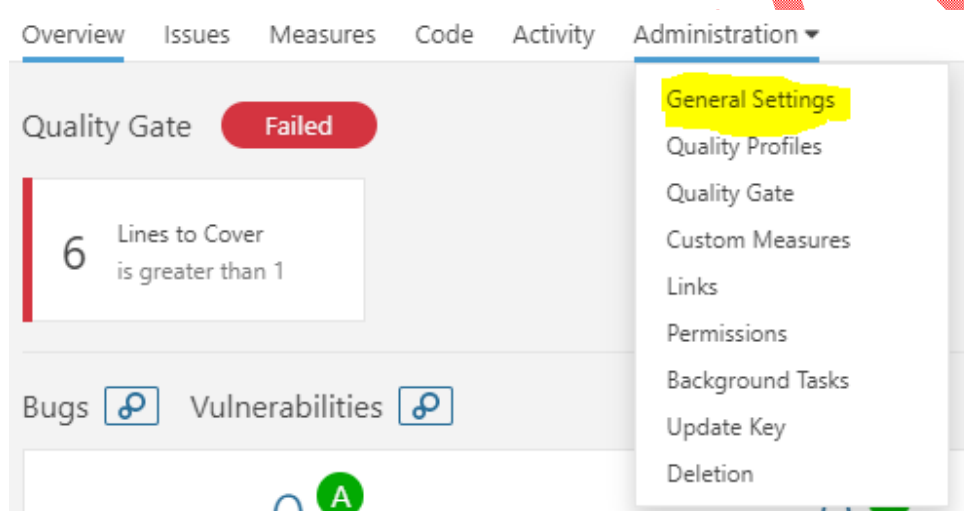 Overview Issues Measures Code Activity Administration
General Settings
Quality Gate Failed
Quality Profiles
Quality Gate
6 Lines to Cover
is greater than 1
Custom Measures
Links
Permissions
Background Tasks
Bugs Vulnerabilities
Update Key
Deletion
A